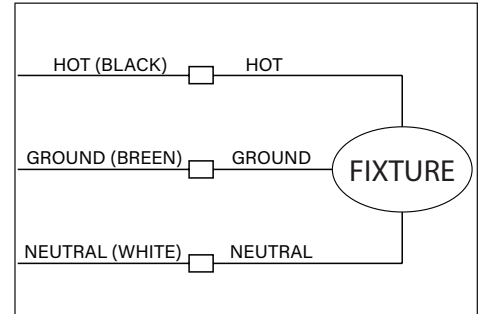 HOT (BLACK) HOT
GROUND (BREEN) GROUND
FIXTURE
NEUTRAL (WHITE) NEUTRAL